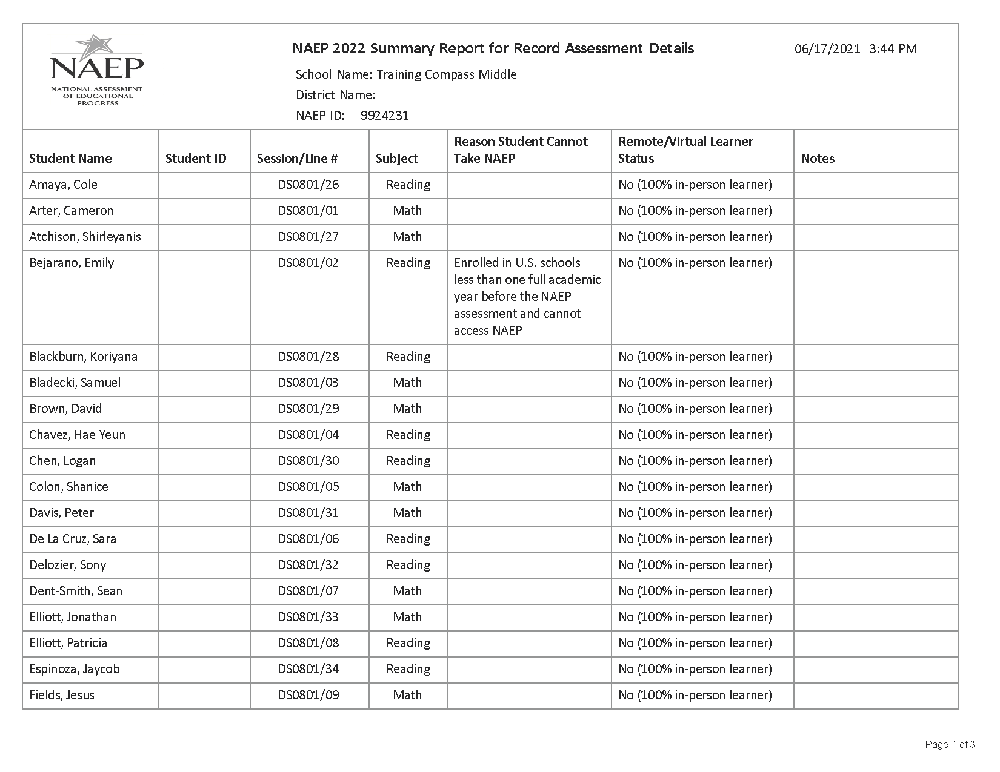 NAEP
NATIONAL ASSESSMENT
OF EDUCATIONAL
PROGRESS
NAEP 2022 Summary Report for Record Assessment Details 06/17/2021 3:44 PM
School Name: Training Compass Middle
District Name:
NAEP ID: 9924231
Student Name Student ID Session/Line # Subject Reason Student Cannot Take NAEP Remote/Virtual Learner Status Notes
Amaya, Cole DS0801/26 Reading No (100% in-person learner)
Arter, Cameron DS0801/01 Math No (100% in-person learner)
Atchison, Shirleyanis DS0801/27 Math No (100% in-person learner)
Bejarano, Emily DS0801/02 Reading Enrolled in U.S. schools No (100% in-person learner)
less than one full academic
year before the NAEP
assessment and cannot
access NAEP
Blackburn, Koriyana DS0801/28 Reading No (100% in-person learner)
Bladecki, Samuel DS0801/03 Math No (100% in-person learner)
Brown, David DS0801/29 Math No (100% in-person learner)
Chavez, Hae Yeun DS0801/04 Reading No (100% in-person learner)
Chen, Logan DS0801/30 Reading No (100% in-person learner)
Colon, Shanice DS0801/05 Math No (100% in-person learner)
Davis, Peter DS0801/31 Math No (100% in-person learner)
De La Cruz, Sara DS0801/06 Reading No (100% in-person learner)
Delozier, Sony DS0801/32 Reading No (100% in-person learner)
Dent-Smith, Sean DS0801/07 Math No (100% in-person learner)
Elliott, Jonathan DS0801/33 Math No (100% in-person learner)
Elliott, Patricia DS0801/08 Reading No (100% in-person learner)
Espinoza, Jaycob DS0801/34 Reading No (100% in-person learner)
Fields, Jesus DS0801/09 Math No (100% in-person learner)
Page 1 of 3